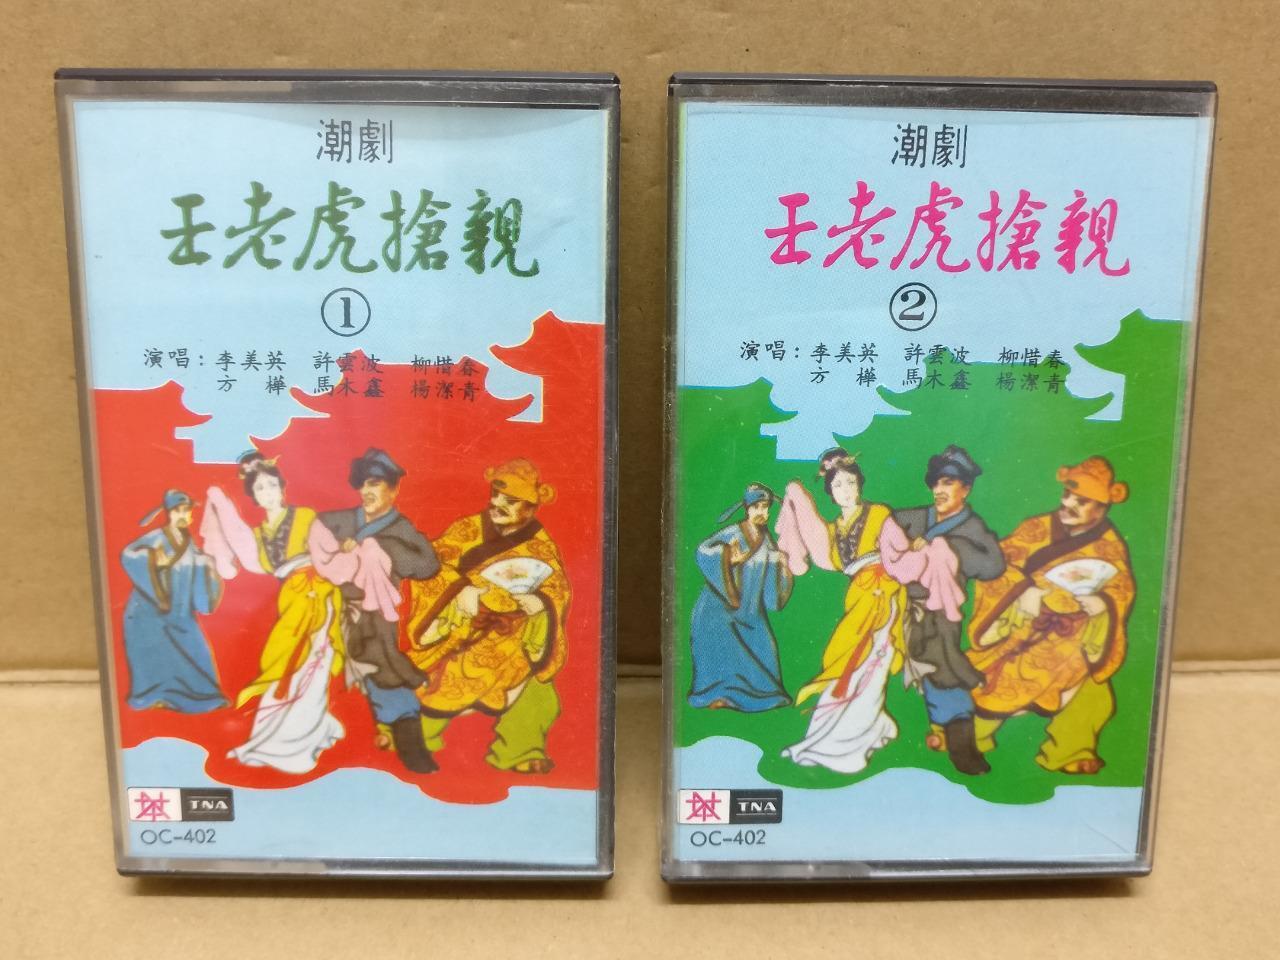 潮劇
王老虎搶親
1
演唱：李美英 許雲波 柳惜春
方樺 馬木鑫 楊潔青
TNA
OC-402
潮劇
王老虎搶親
2
演唱：李美英 許雲波 柳惜春
方樺 馬木鑫 楊潔青
TNA
OC-402